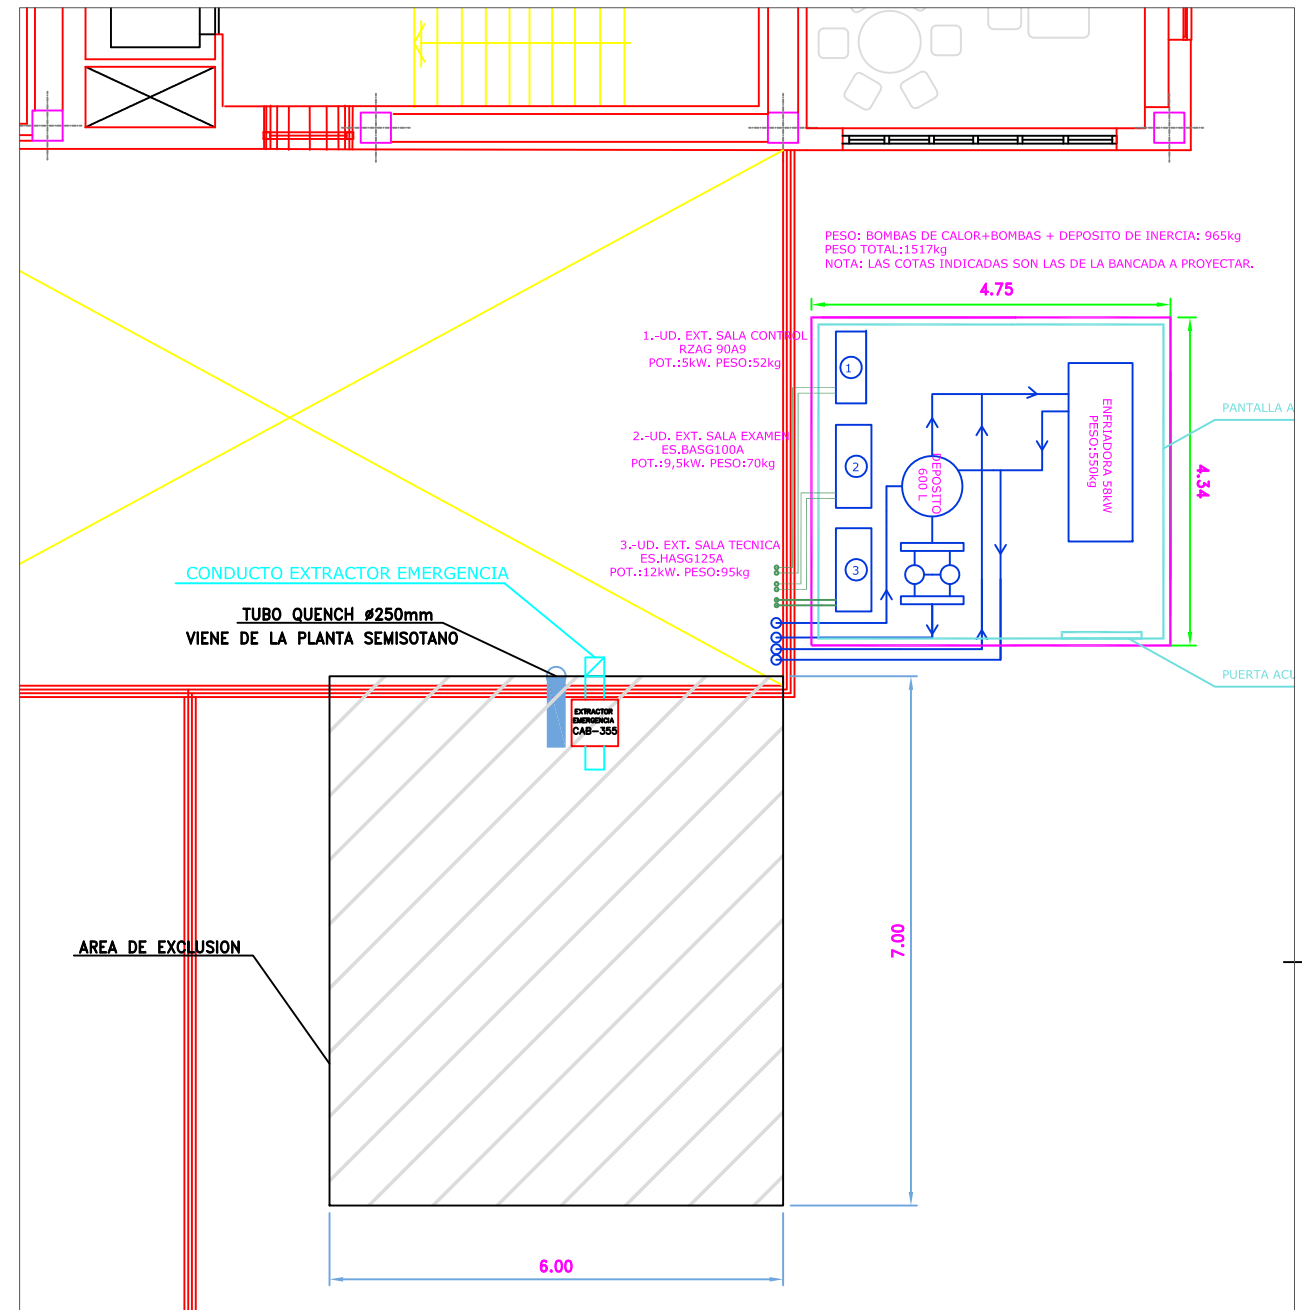 PESO: BOMBAS DE CALOR+BOMBAS + DEPOSITO DE INERCIA: 965kg
PESO TOTAL:1517kg
NOTA: LAS COTAS INDICADAS SON LAS DE LA BANCADA A PROYECTAR.
4.75
1.-UD. EXT. SALA CONTROL
RZAG 90A9
POT.:5kW. PESO:52kg
1
PANTALLA A
ENFRIADORA 58kW
PESO:550kg
2.-UD. EXT. SALA EXAMEN
ES.BASG100A
POT.:9,5kW. PESO:70kg
2
DEPOSITO
600 L
4.34
3.-UD. EXT. SALA TECNICA
ES.HASG125A
POT.:12kW. PESO:95kg
3
CONDUCTO EXTRACTOR EMERGENCIA
TUBO QUENCH ø250mm
VIENE DE LA PLANTA SEMISOTANO
PUERTA ACU
EXTRACTOR
EMERGENCIA
CAB-355
AREA DE EXCLUSION
7.00
6.00